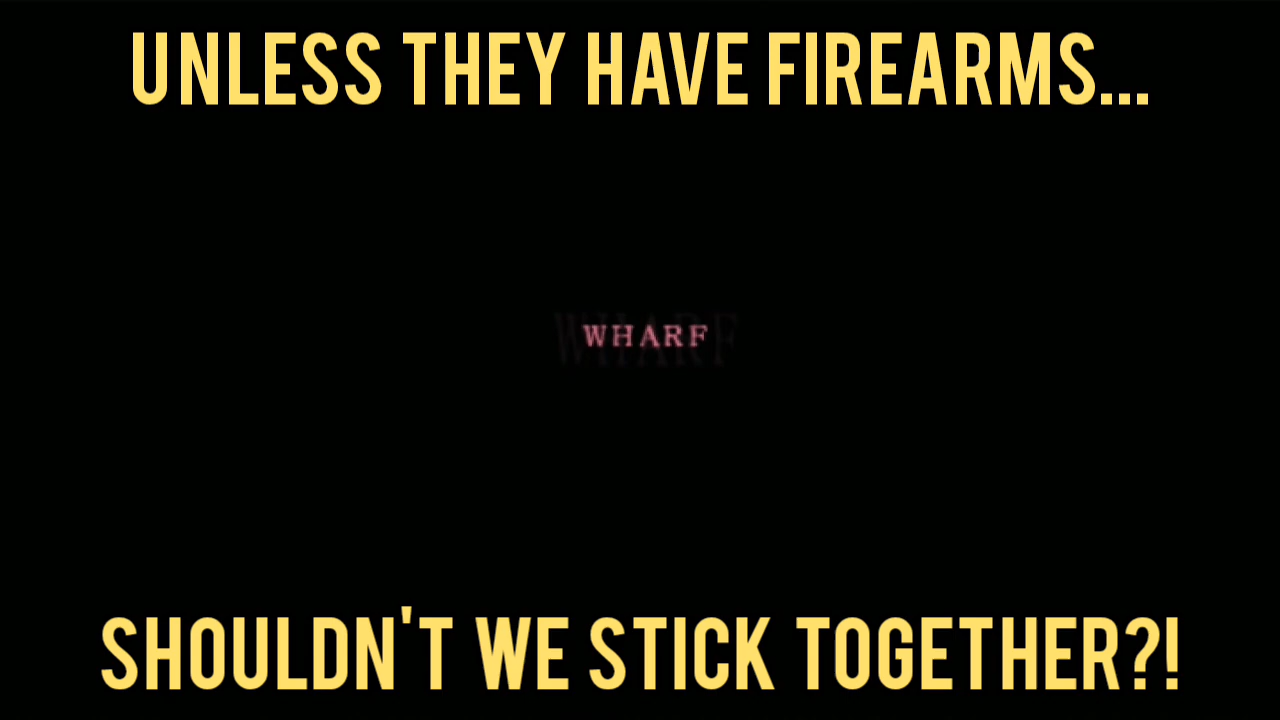 UNLESS THEY HAVE FIREARMS...
WHARF
SHOULDN'T WE STICK TOGETHER?!